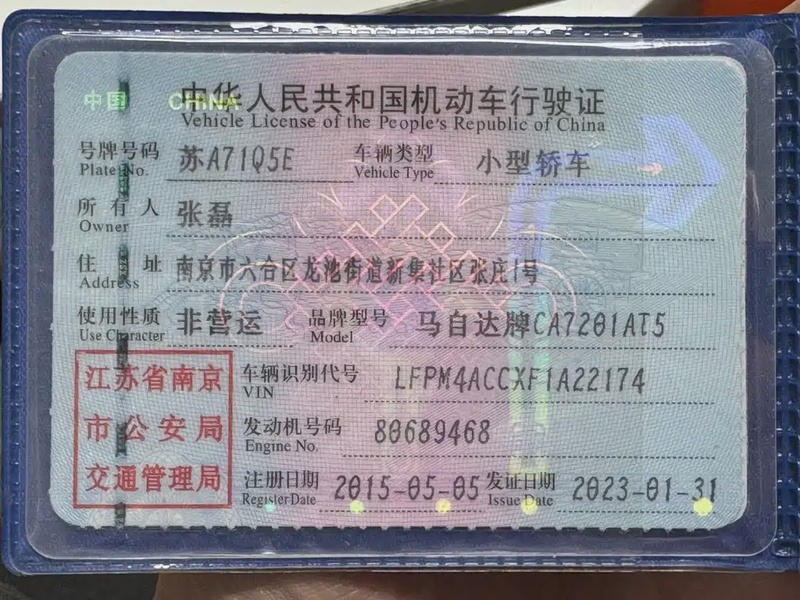 中国 CHINA
中华人民共和国机动车行驶证
Vehicle License of the People's Republic of China
号牌号码 苏A71Q5E 车辆类型 小型轿车
Plate No. Vehicle Type
所有人 张磊
Owner
住址 南京市六合区龙池街道新集社区张庄1号
Address
使用性质 非营运 品牌型号 马自达牌CA7201AT5
Use Character Model
江苏省南京
市公安局
交通管理局
车辆识别代号 LFPM4ACCXF1A22174
VIN
发动机号码 80689468
Engine No.
注册日期 2015-05-05 发证日期 2023-01-31
Register Date Issue Date